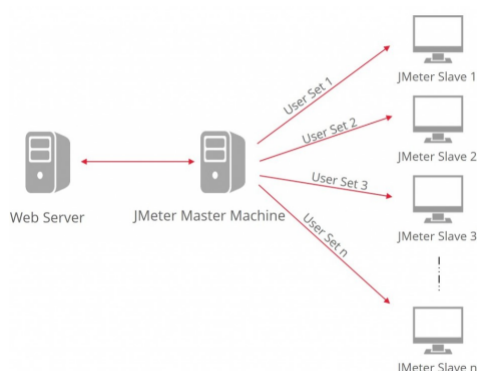 JMeter Slave 1
User Set 1
User Set 2
JMeter Slave 2
User Set 3
Web Server
JMeter Master Machine
User Set n
JMeter Slave 3
JMeter Slave n